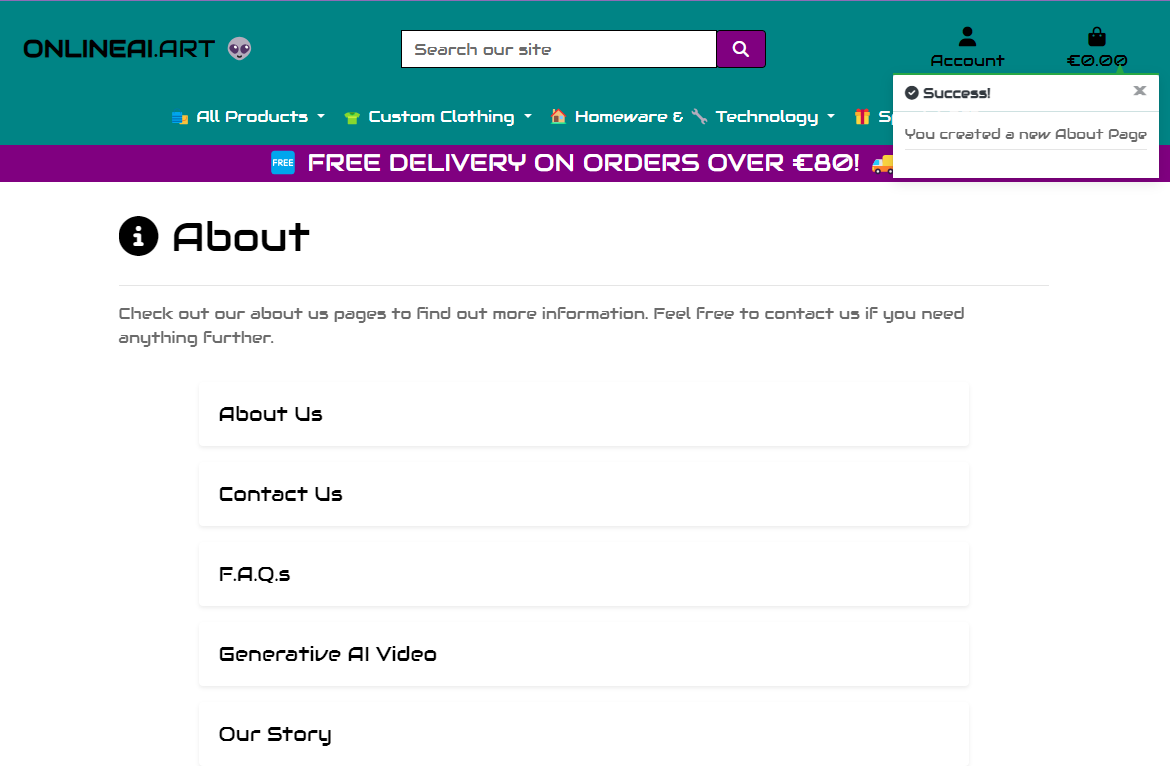 ONLINEAI.ART
Search our site
Account
€0.00
All Products
Custom Clothing
Homeware &
Technology
Success!
You created a new About Page
FREE
FREE DELIVERY ON ORDERS OVER €80!
About
Check out our about us pages to find out more information. Feel free to contact us if you need
anything further.
About Us
Contact Us
F.A.Q.s
Generative AI Video
Our Story